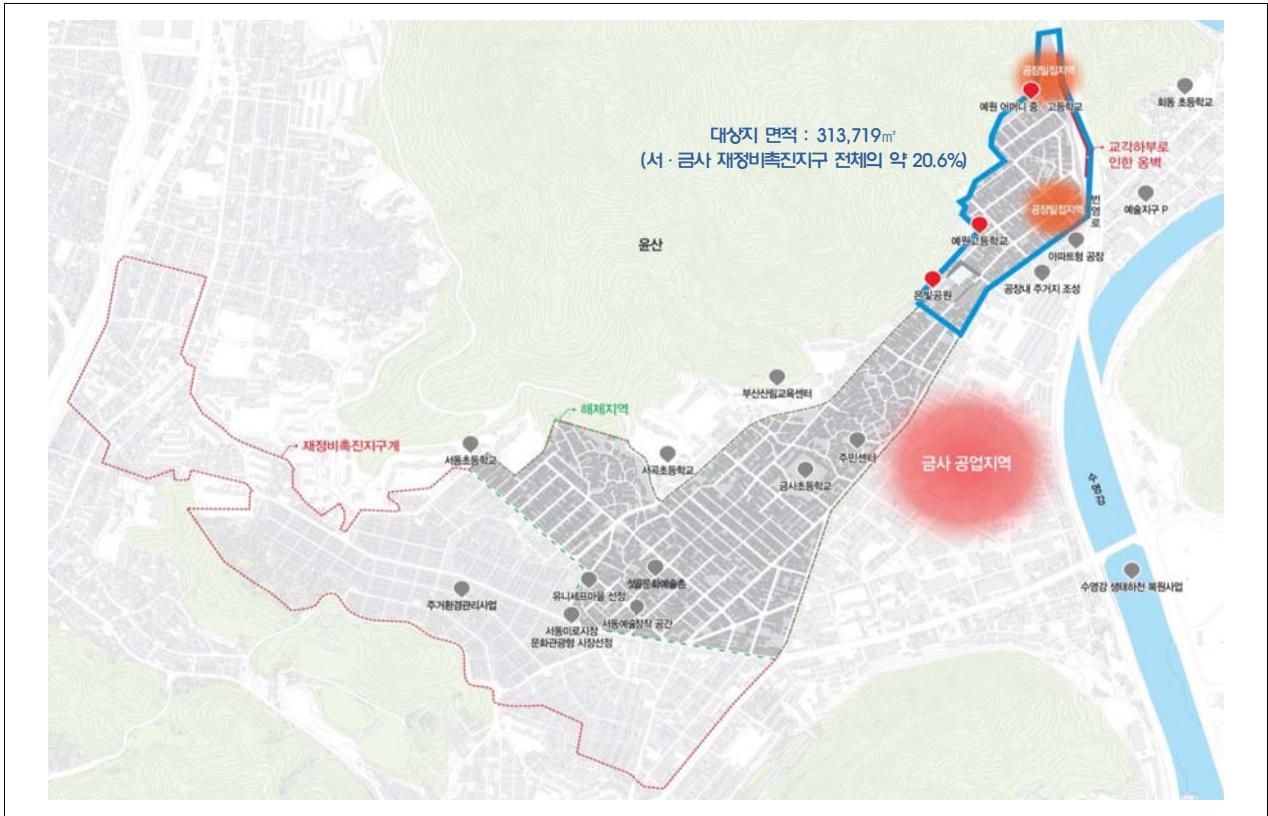 공장밀집지역
예원 어머니 중 · 고등학교
회동 초등학교
대상지 면적 : 313,719㎡
(서 · 금사 재정비촉진지구 전체의 약 20.6%)
교각하부로
인한 옹벽
번영로
예술지구 P
공장밀집지역
예원고등학교
윤산
아파트형 공장
공장내 주거지 조성
은빛공원
부산산림교육센터
해제지역
재정비촉진지구계
서동초등학교
서곡초등학교
주민센터
금사초등학교
금사 공업지역
수영강
섯골문화예술촌
유니세프마을 선정
수영강 생태하천 복원사업
주거환경관리사업
서동예술창작 공간
서동미로시장
문화관광형 시장선정